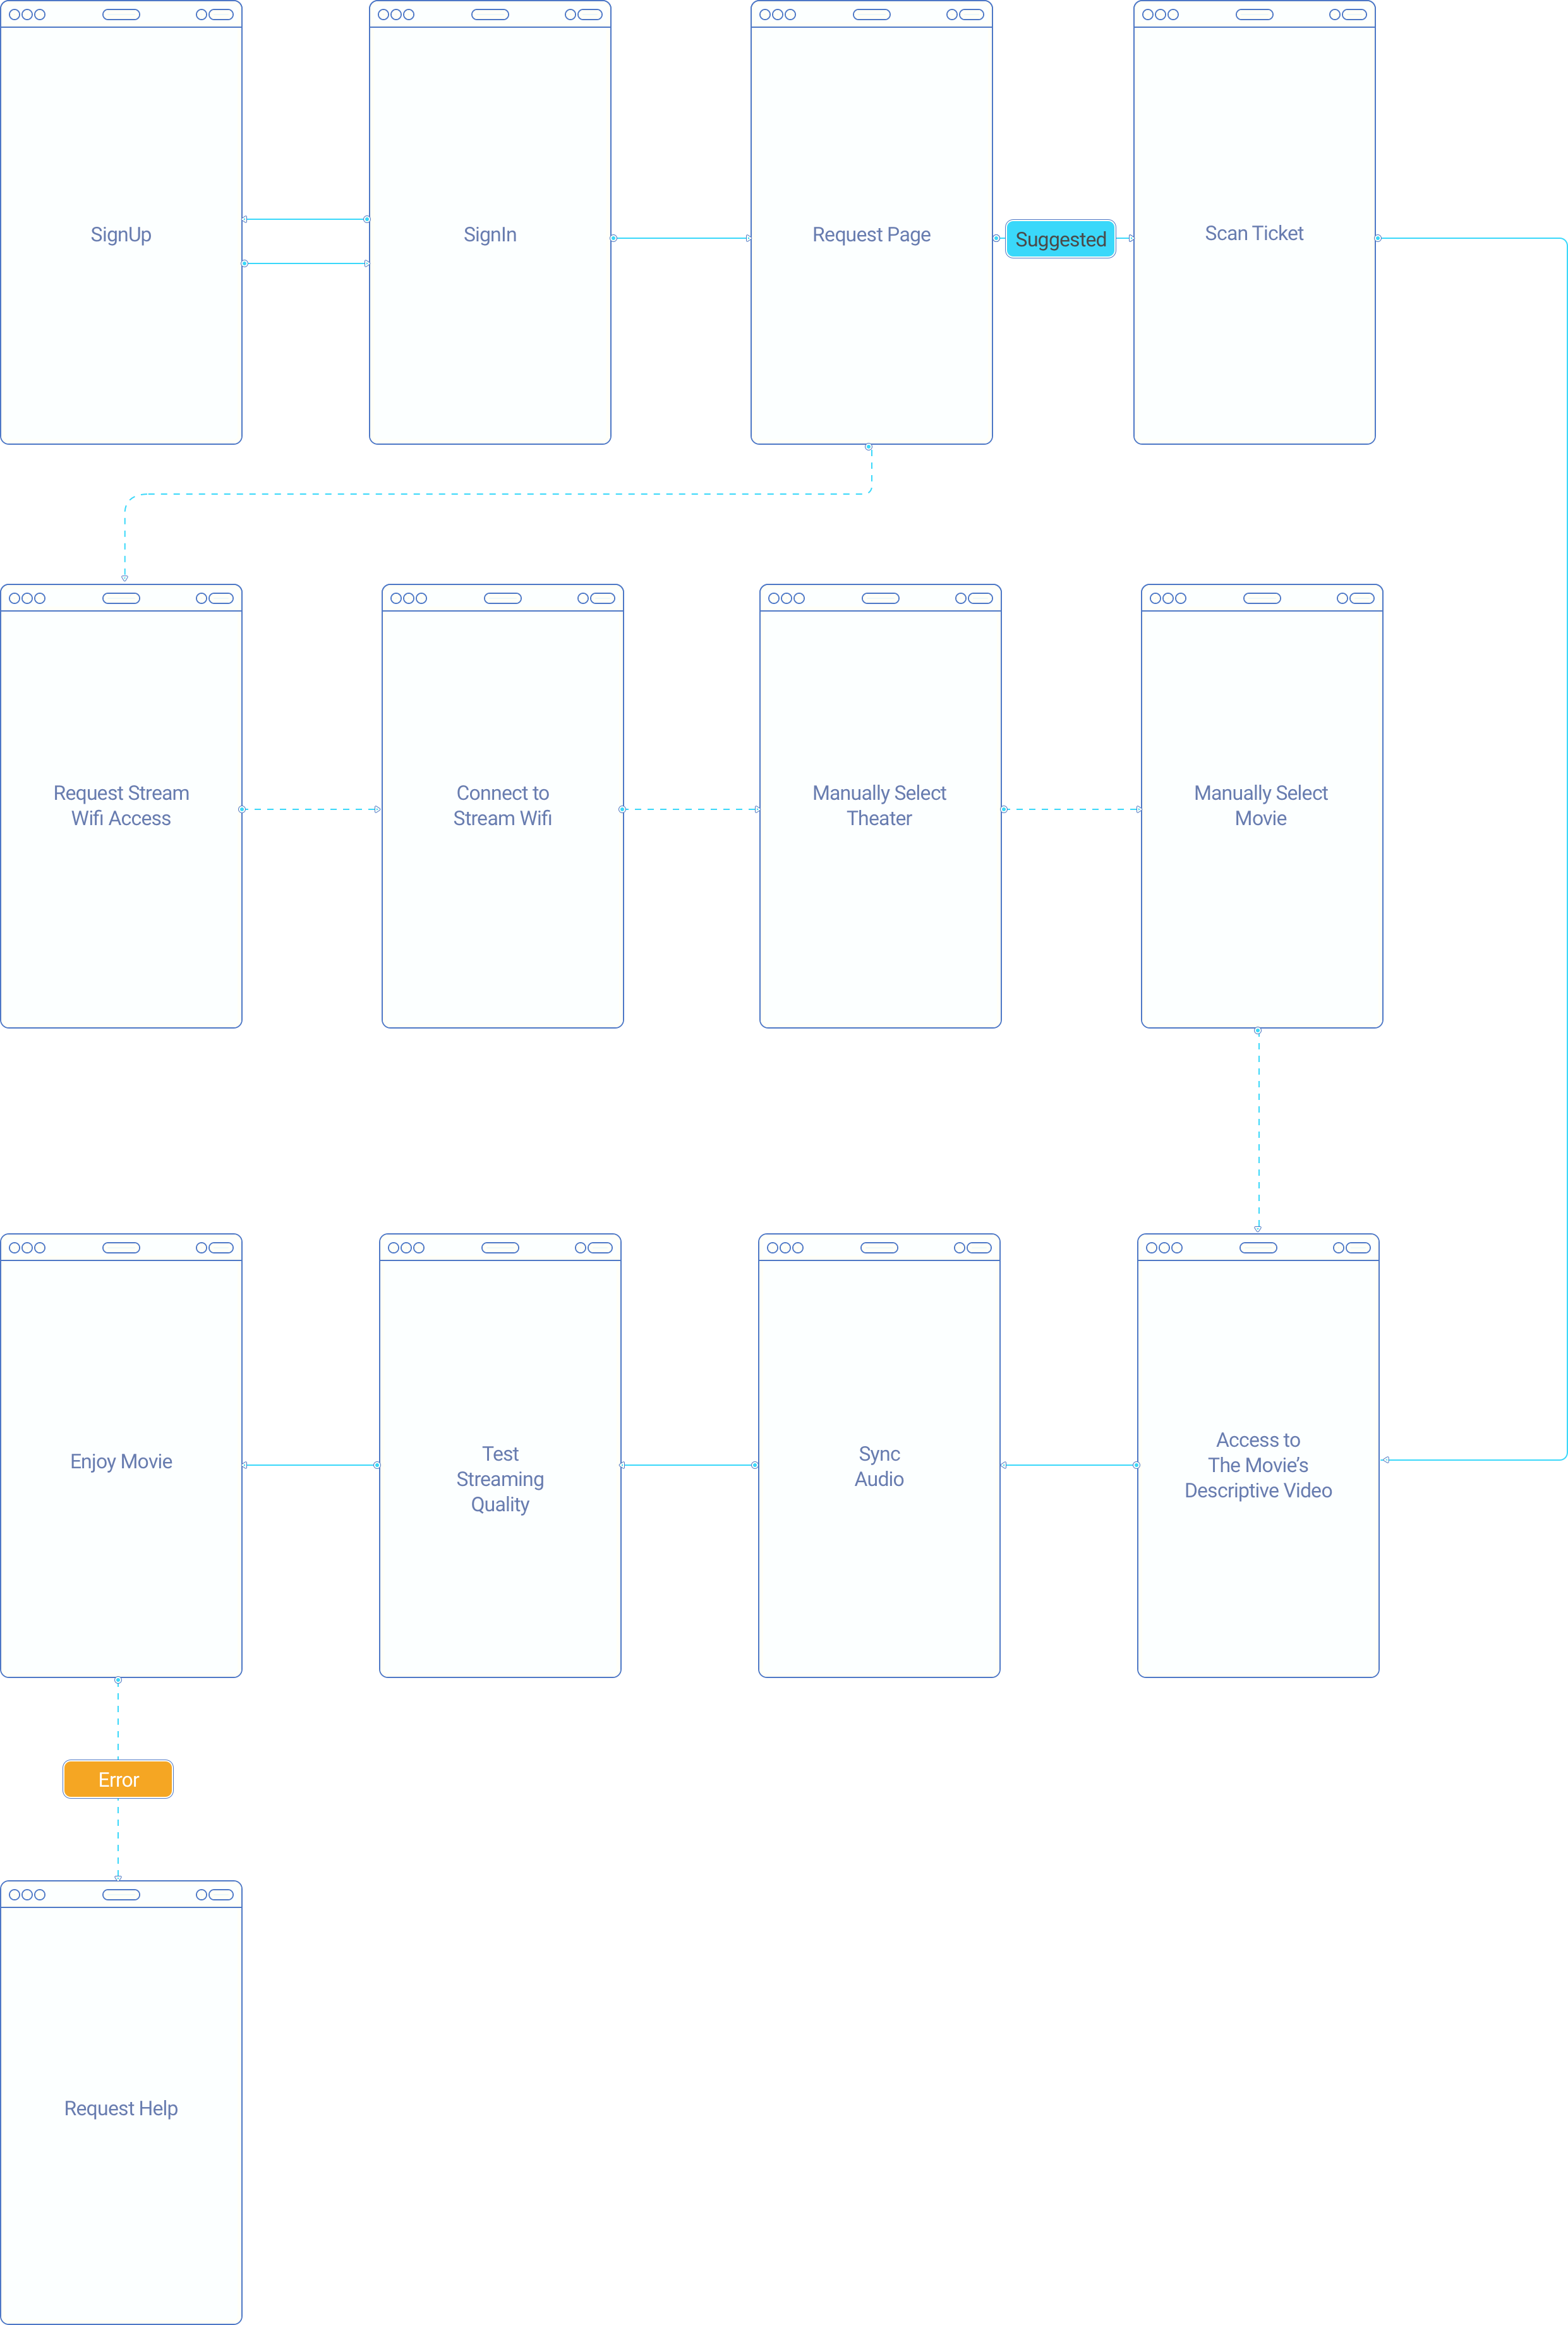 SignUp
SignIn
Request Page
Suggested
Scan Ticket
Request Stream
Wifi Access
Connect to
Stream Wifi
Manually Select
Theater
Manually Select
Movie
Enjoy Movie
Test
Streaming
Quality
Sync
Audio
Access to
The Movie’s
Descriptive Video
Error
Request Help